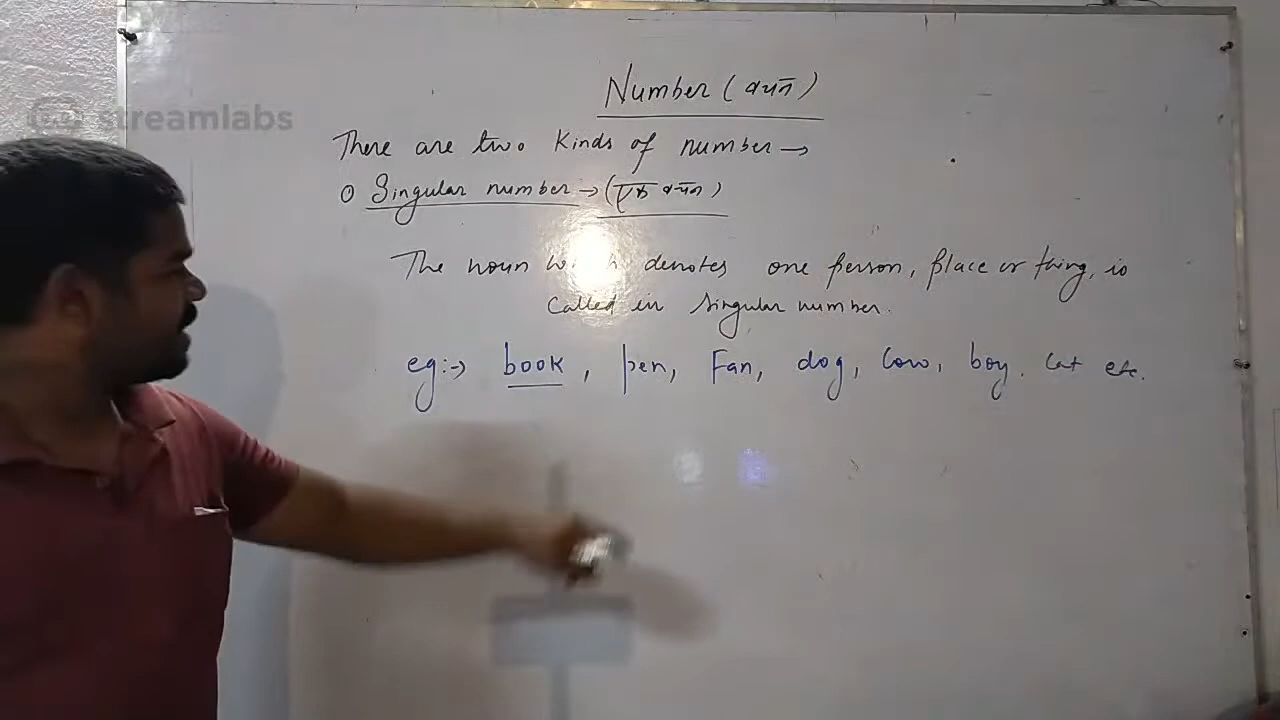 streamlabs
Number (वचन)
There are two kinds of number →
Singular number → (एक वचन)
The noun which denotes one person, place or thing, is
called in singular number.
eg:→ book, pen, Fan, dog, Cow, boy. Cat etc.